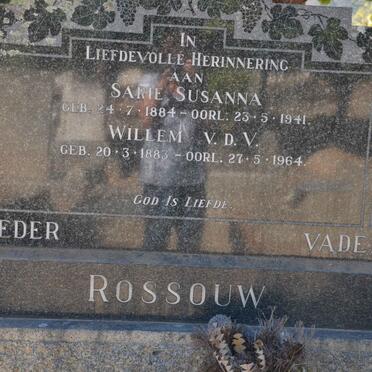 IN
LIEFDEVOLLE HERINNERING
AAN
SARIE SUSANNA
GEB. 24·7·1884–OORL. 23·5·1941.
WILLEM V.D.V.
GEB. 20·3·1883–OORL. 27·5·1964.
GOD IS LIEFDE.
EDER VADE
ROSSOUW